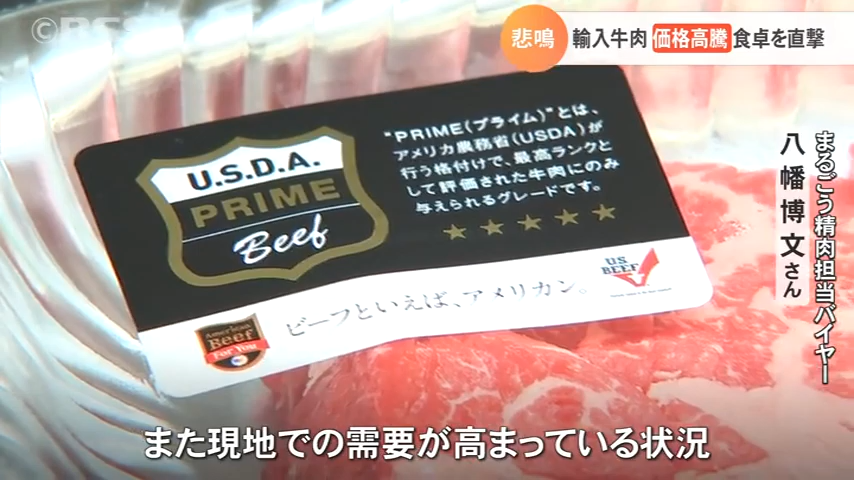 悲鳴 輸入牛肉 価格高騰 食卓を直撃
まるごう精肉担当バイヤー
八幡博文さん
U.S.D.A.
PRIME
Beef
"PRIME(プライム)"とは、
アメリカ農務省(USDA)が
行う格付けで、最高ランクと
して評価された牛肉にのみ
与えられるグレードです。
ビーフといえば、アメリカン。
U.S.
BEEF
American
Beef
FOR YOU
また現地での需要が高まっている状況